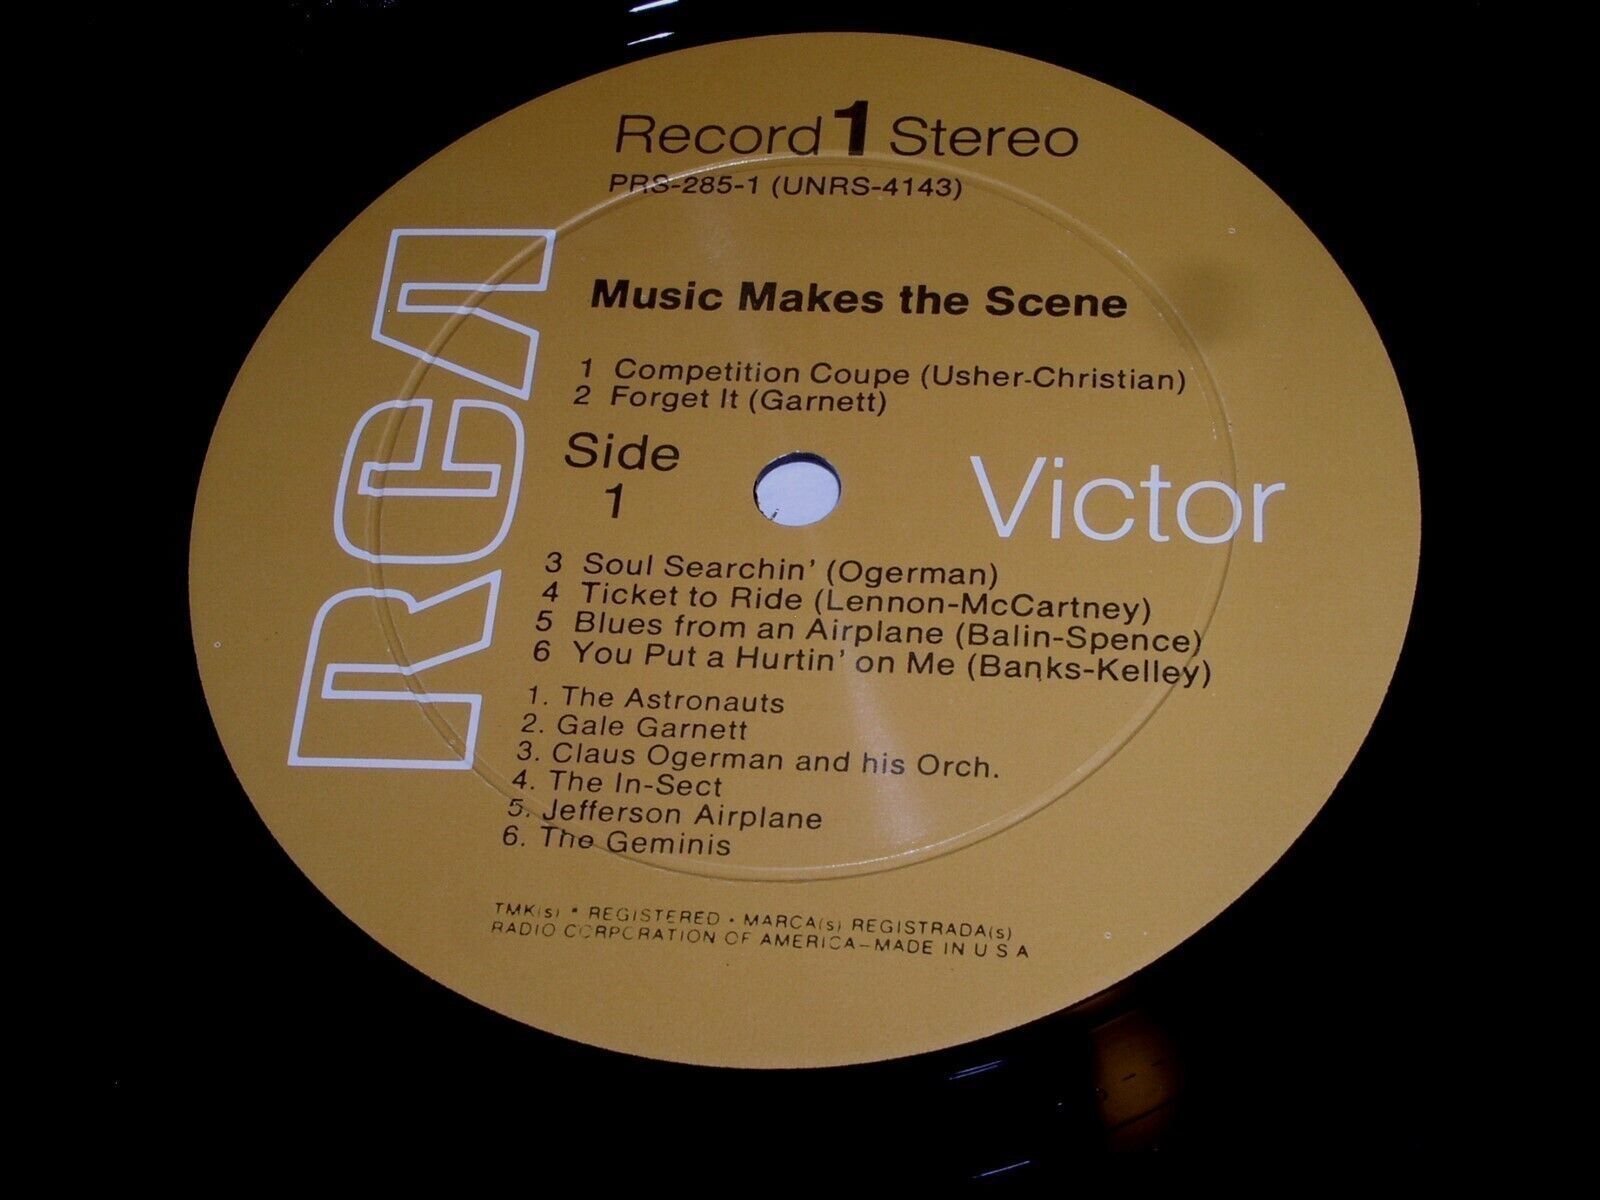 Record 1 Stereo
PRS-285-1 (UNRS-4143)
RCA
Music Makes the Scene
1 Competition Coupe (Usher-Christian)
2 Forget It (Garnett)
Side
1
Victor
3 Soul Searchin' (Ogerman)
4 Ticket to Ride (Lennon-McCartney)
5 Blues from an Airplane (Balin-Spence)
6 You Put a Hurtin' on Me (Banks-Kelley)
1. The Astronauts
2. Gale Garnett
3. Claus Ogerman and his Orch.
4. The In-Sect
5. Jefferson Airplane
6. The Geminis
TMK(s) • REGISTERED • MARCA(s) REGISTRADA(s)
RADIO CORPORATION OF AMERICA—MADE IN U S A